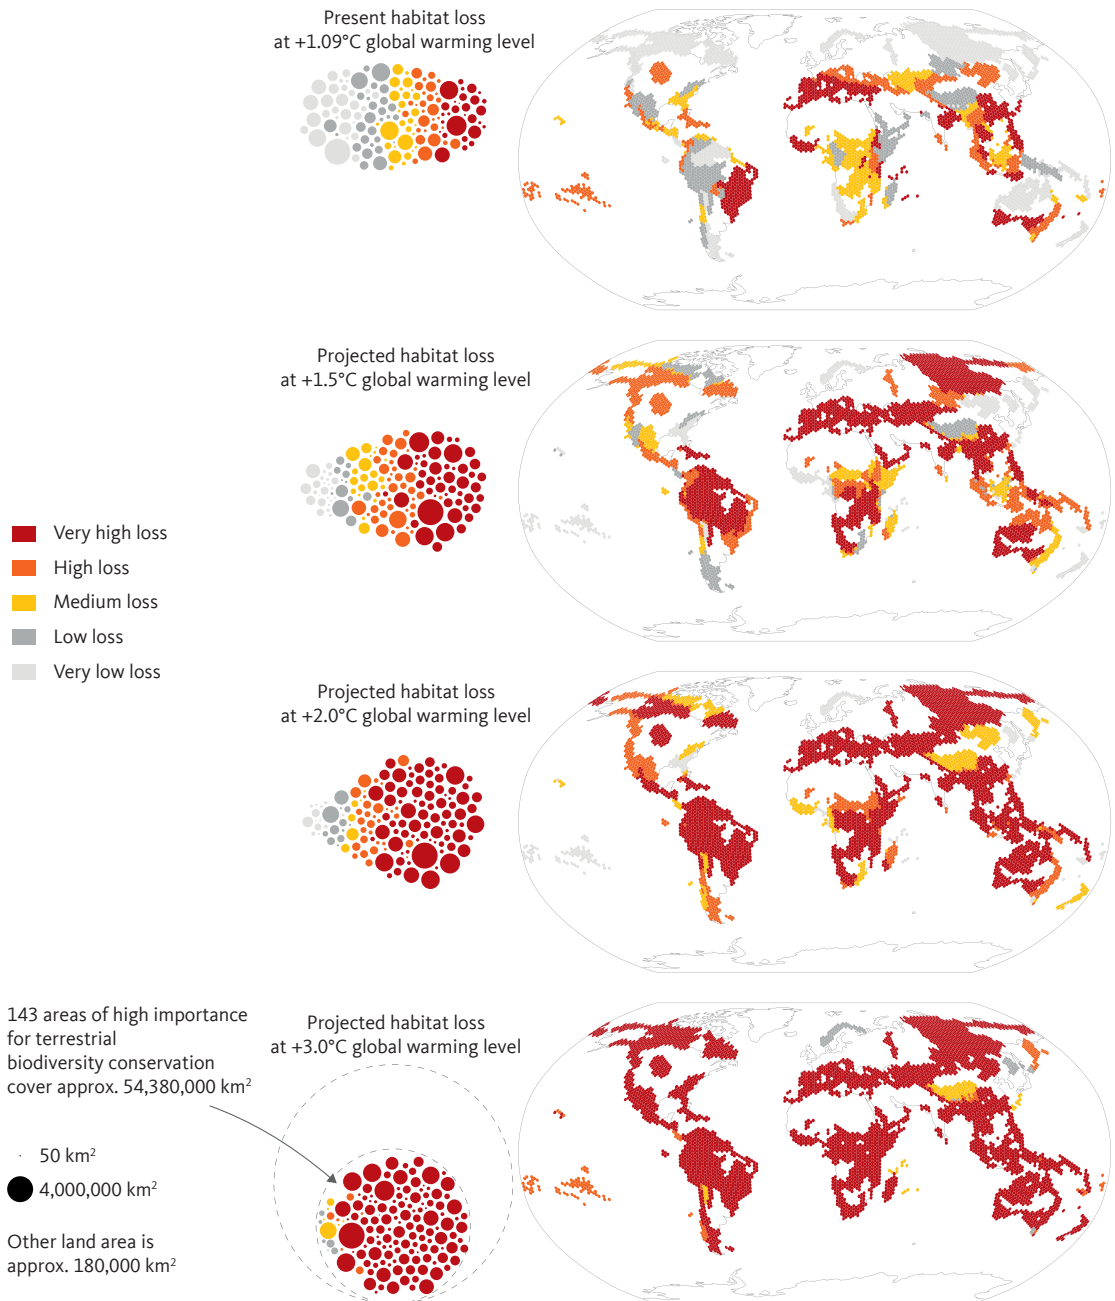 Present habitat loss
at +1.09°C global warming level
Projected habitat loss
at +1.5°C global warming level
Very high loss
High loss
Medium loss
Low loss
Very low loss
Projected habitat loss
at +2.0°C global warming level
143 areas of high importance
for terrestrial
biodiversity conservation
cover approx. 54,380,000 km²
Projected habitat loss
at +3.0°C global warming level
50 km²
4,000,000 km²
Other land area is
approx. 180,000 km²